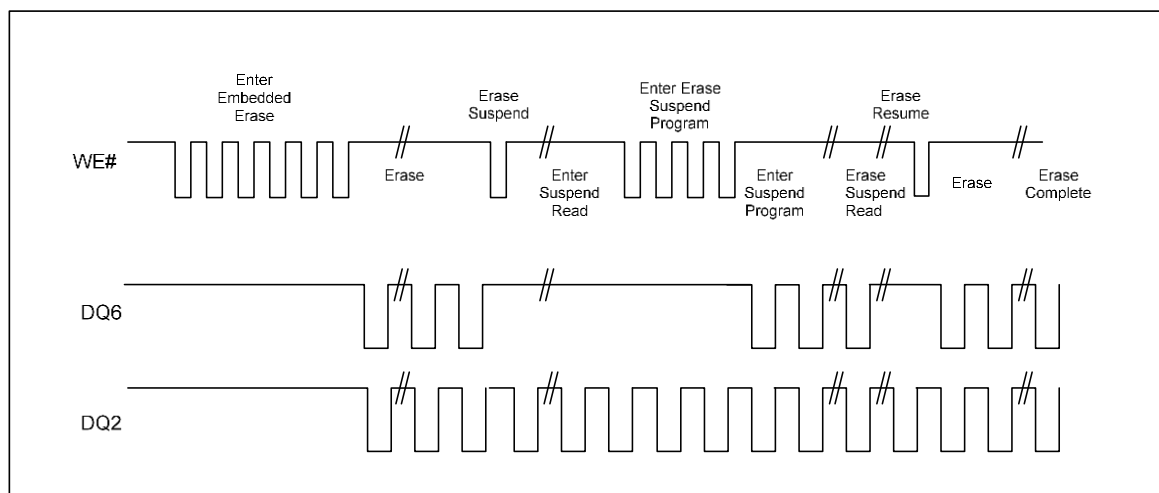 Enter
Embedded
Erase
Erase
Suspend
Enter Erase
Suspend
Program
Erase
Resume
WE#
Erase
Enter
Suspend
Read
Enter
Suspend
Program
Erase
Suspend
Read
Erase
Erase
Complete
DQ6
DQ2